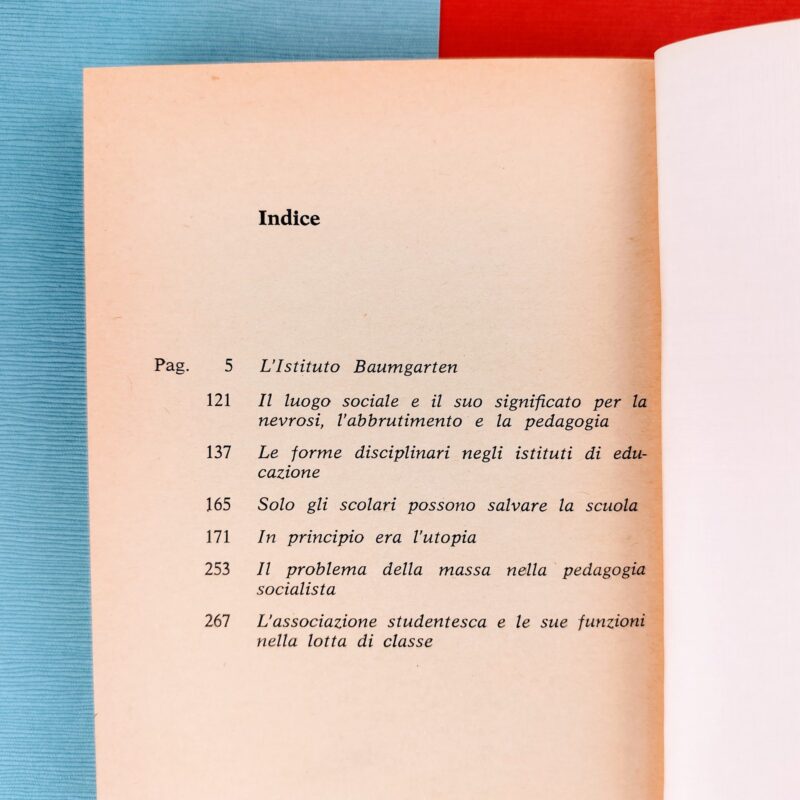 Indice
Pag. 5 L'Istituto Baumgarten
121 Il luogo sociale e il suo significato per la
nevrosi, l'abbrutimento e la pedagogia
137 Le forme disciplinari negli istituti di edu-
cazione
165 Solo gli scolari possono salvare la scuola
171 In principio era l'utopia
253 Il problema della massa nella pedagogia
socialista
267 L'associazione studentesca e le sue funzioni
nella lotta di classe